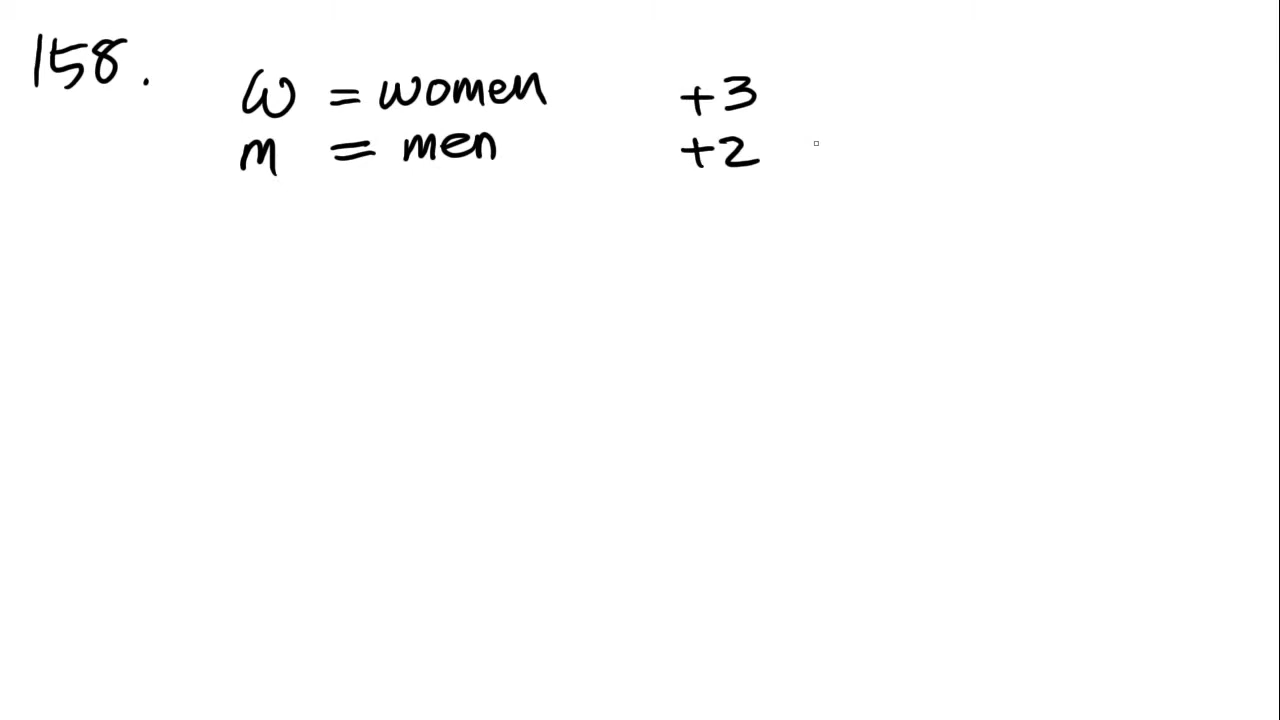 158.
W = women +3
m = men +2